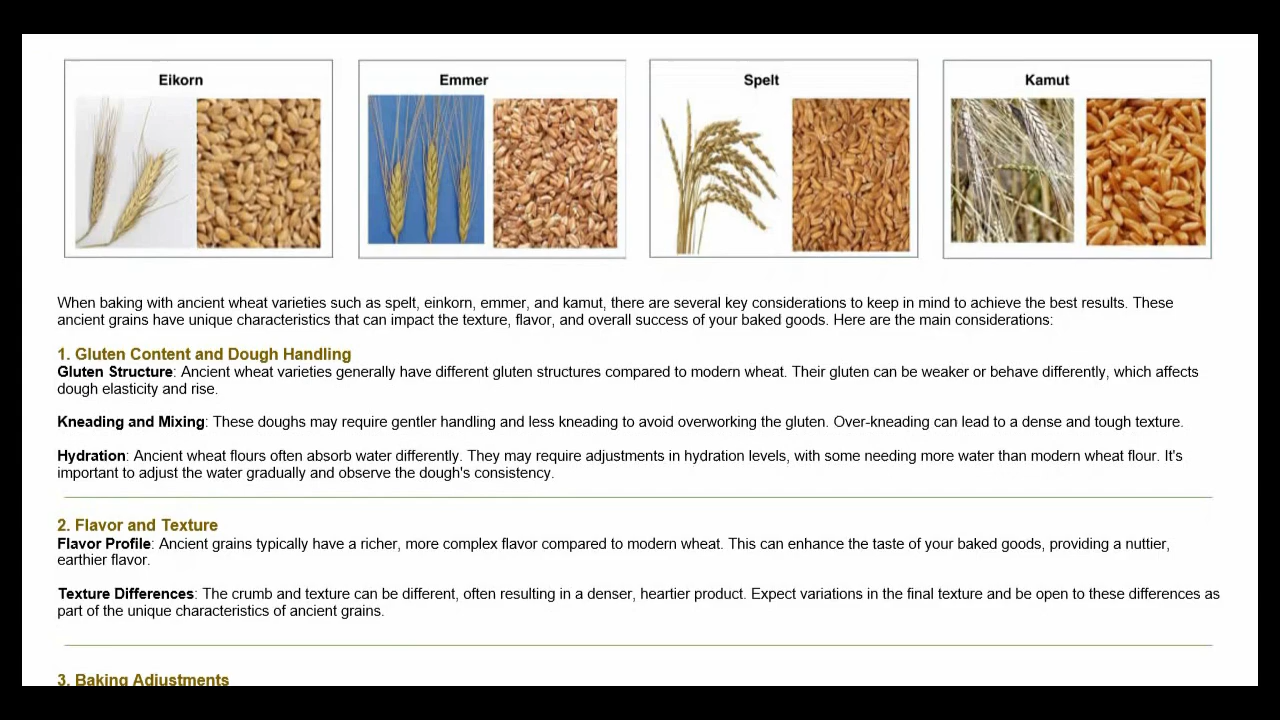 Eikorn
Emmer
Spelt
Kamut
When baking with ancient wheat varieties such as spelt, einkorn, emmer, and kamut, there are several key considerations to keep in mind to achieve the best results. These
ancient grains have unique characteristics that can impact the texture, flavor, and overall success of your baked goods. Here are the main considerations:
1. Gluten Content and Dough Handling
Gluten Structure: Ancient wheat varieties generally have different gluten structures compared to modern wheat. Their gluten can be weaker or behave differently, which affects
dough elasticity and rise.
Kneading and Mixing: These doughs may require gentler handling and less kneading to avoid overworking the gluten. Over-kneading can lead to a dense and tough texture.
Hydration: Ancient wheat flours often absorb water differently. They may require adjustments in hydration levels, with some needing more water than modern wheat flour. It's
important to adjust the water gradually and observe the dough's consistency.
2. Flavor and Texture
Flavor Profile: Ancient grains typically have a richer, more complex flavor compared to modern wheat. This can enhance the taste of your baked goods, providing a nuttier,
earthier flavor.
Texture Differences: The crumb and texture can be different, often resulting in a denser, heartier product. Expect variations in the final texture and be open to these differences as
part of the unique characteristics of ancient grains.
3. Baking Adjustments